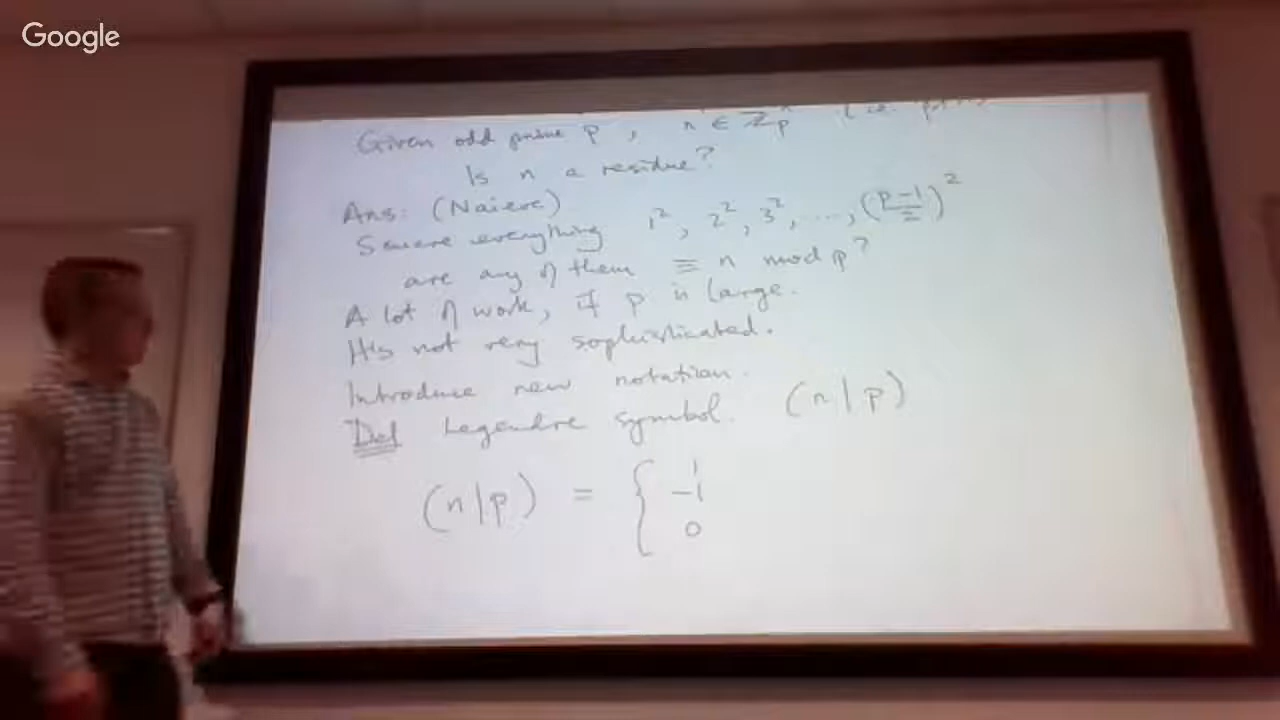 Google
Given odd prime p, n ∈ ℤ_p^* (i.e.
Is n a residue?
Ans: (Naieve)
Square everything 1², 2², 3², ...., (p-1/2)²
are any of them ≡ n mod p?
A lot of work, if p is large.
It's not very sophisticated.
Introduce new notation.
Def Legendre symbol. (n|p)
(n|p) = { 1
-1
0